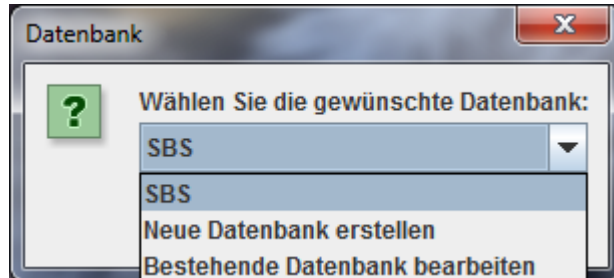 Datenbank
Wählen Sie die gewünschte Datenbank:
SBS
SBS
Neue Datenbank erstellen
Bestehende Datenbank bearbeiten